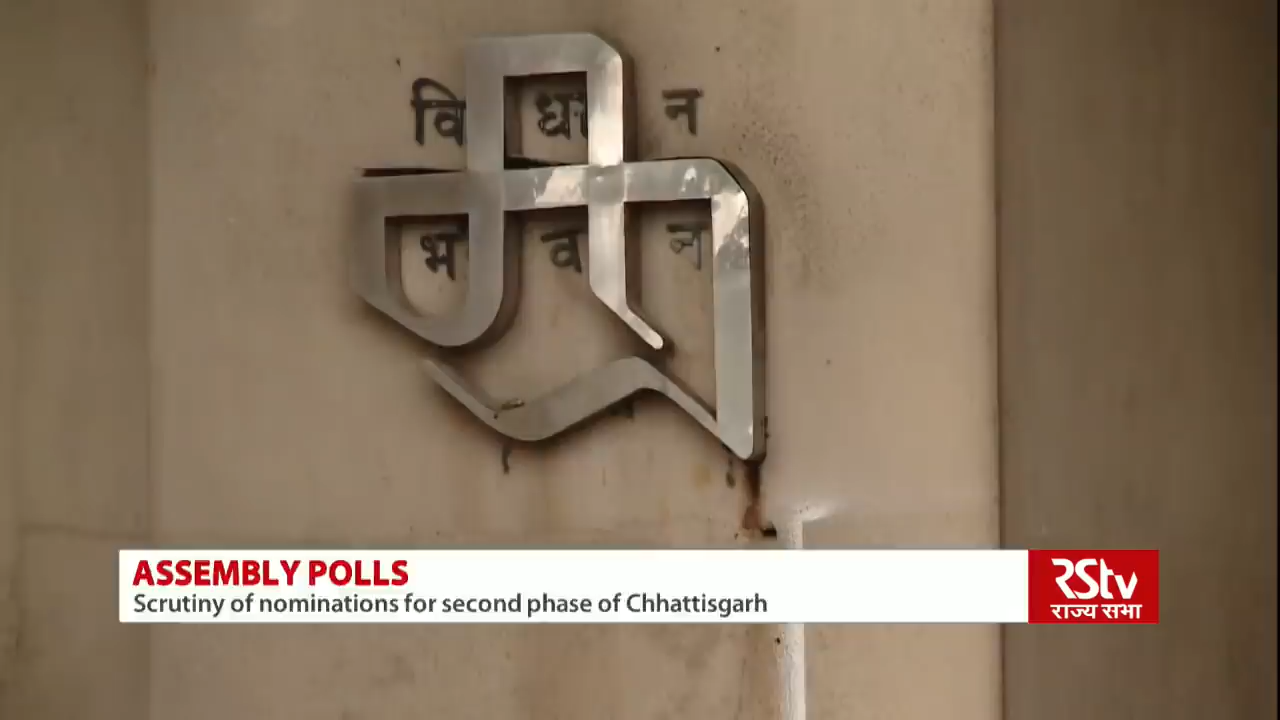 वि धा न
भ व न
ASSEMBLY POLLS
Scrutiny of nominations for second phase of Chhattisgarh
RStv
राज्य सभा